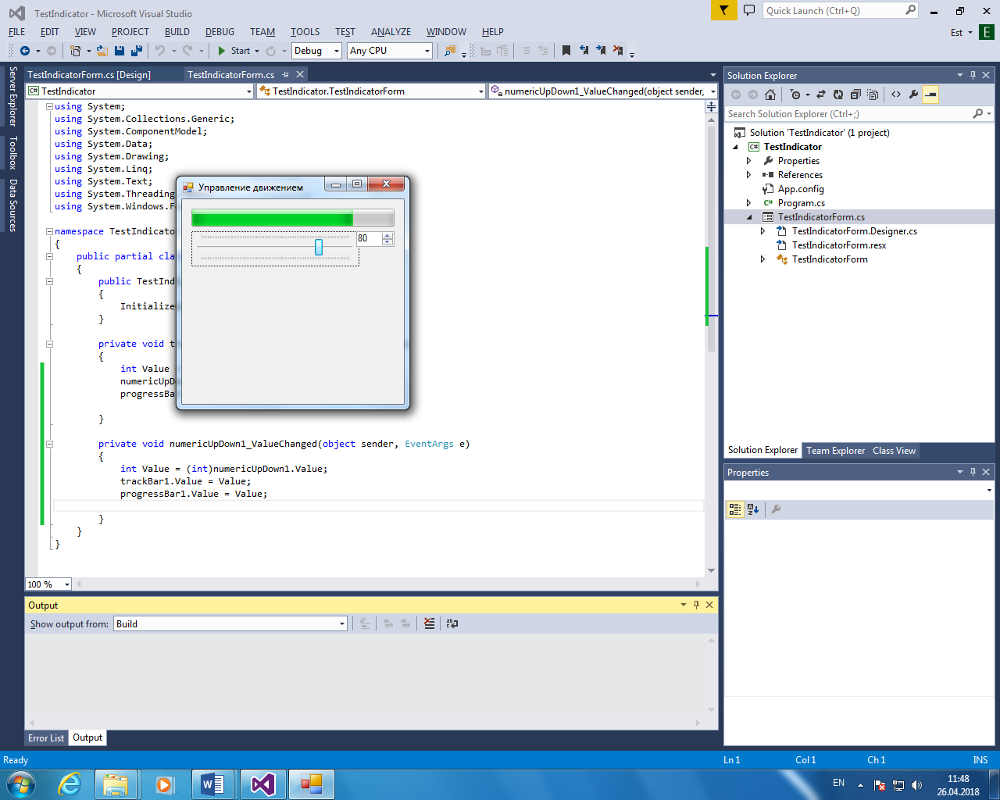 TestIndicator - Microsoft Visual Studio
Quick Launch (Ctrl+Q)
FILE EDIT VIEW PROJECT BUILD DEBUG TEAM TOOLS TEST ANALYZE WINDOW HELP
Est
E
Start
Debug
Any CPU
Server Explorer
Toolbox
Data Sources
TestIndicatorForm.cs [Design]
TestIndicatorForm.cs
TestIndicator
TestIndicator.TestIndicatorForm
numericUpDown1_ValueChanged(object sender,
using System;
using System.Collections.Generic;
using System.ComponentModel;
using System.Data;
using System.Drawing;
using System.Linq;
using System.Text;
using System.Threading
using System.Windows.F
namespace TestIndicato
{
public partial cla
{
public TestInd
{
Initialize
}
private void t
{
int Value
numericUpD
progressBa
}
private void numericUpDown1_ValueChanged(object sender, EventArgs e)
{
int Value = (int)numericUpDown1.Value;
trackBar1.Value = Value;
progressBar1.Value = Value;
}
}
}
Управление движением
80
100 %
Output
Show output from: Build
Error List
Output
Solution Explorer
Search Solution Explorer (Ctrl+;)
Solution 'TestIndicator' (1 project)
C# TestIndicator
Properties
References
App.config
C# Program.cs
TestIndicatorForm.cs
TestIndicatorForm.Designer.cs
TestIndicatorForm.resx
TestIndicatorForm
Solution Explorer Team Explorer Class View
Properties
Ready
Ln 1 Col 1 Ch 1 INS
EN
11:48
26.04.2018